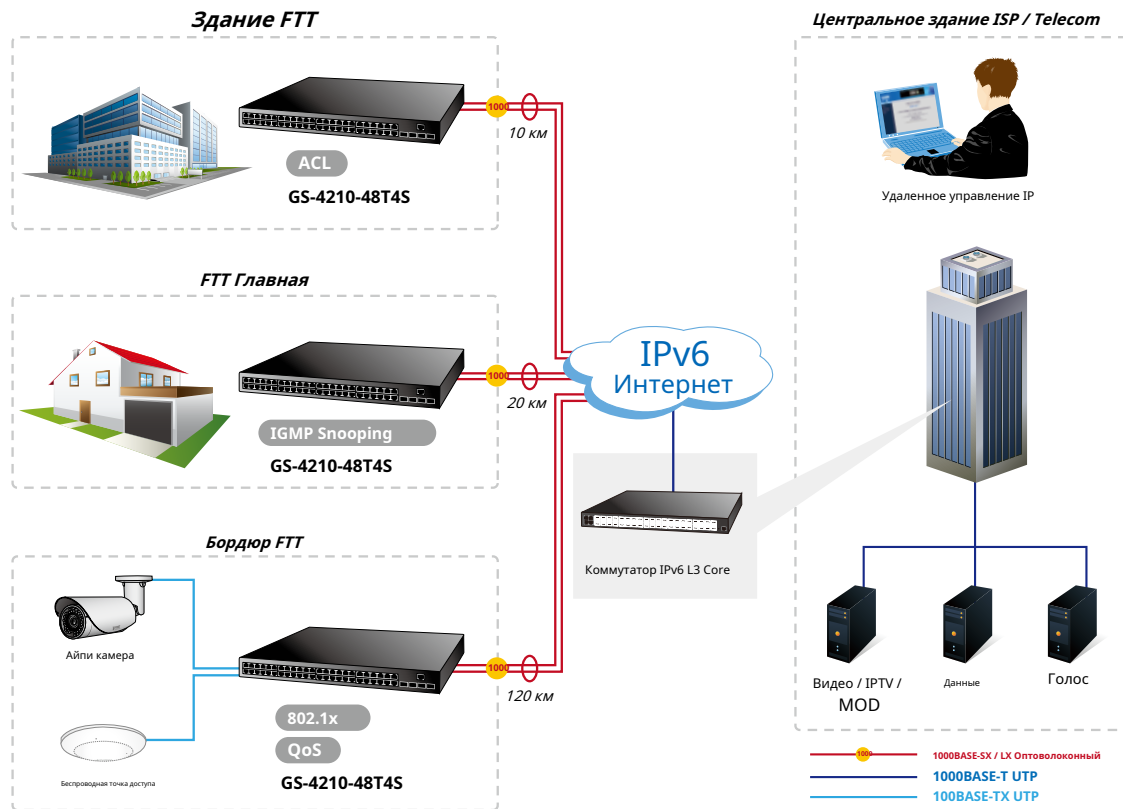 Здание FTT
Центральное здание ISP / Telecom
1000
10 км
ACL
GS-4210-48T4S
Удаленное управление IP
FTT Главная
IPv6
Интернет
1000
20 км
IGMP Snooping
GS-4210-48T4S
Бордюр FTT
Коммутатор IPv6 L3 Core
Айпи камера
1000
120 км
802.1x
QoS
GS-4210-48T4S
Беспроводная точка доступа
Видео / IPTV /
MOD
Данные
Голос
1000
1000BASE-SX / LX Оптоволоконный
1000BASE-T UTP
100BASE-TX UTP